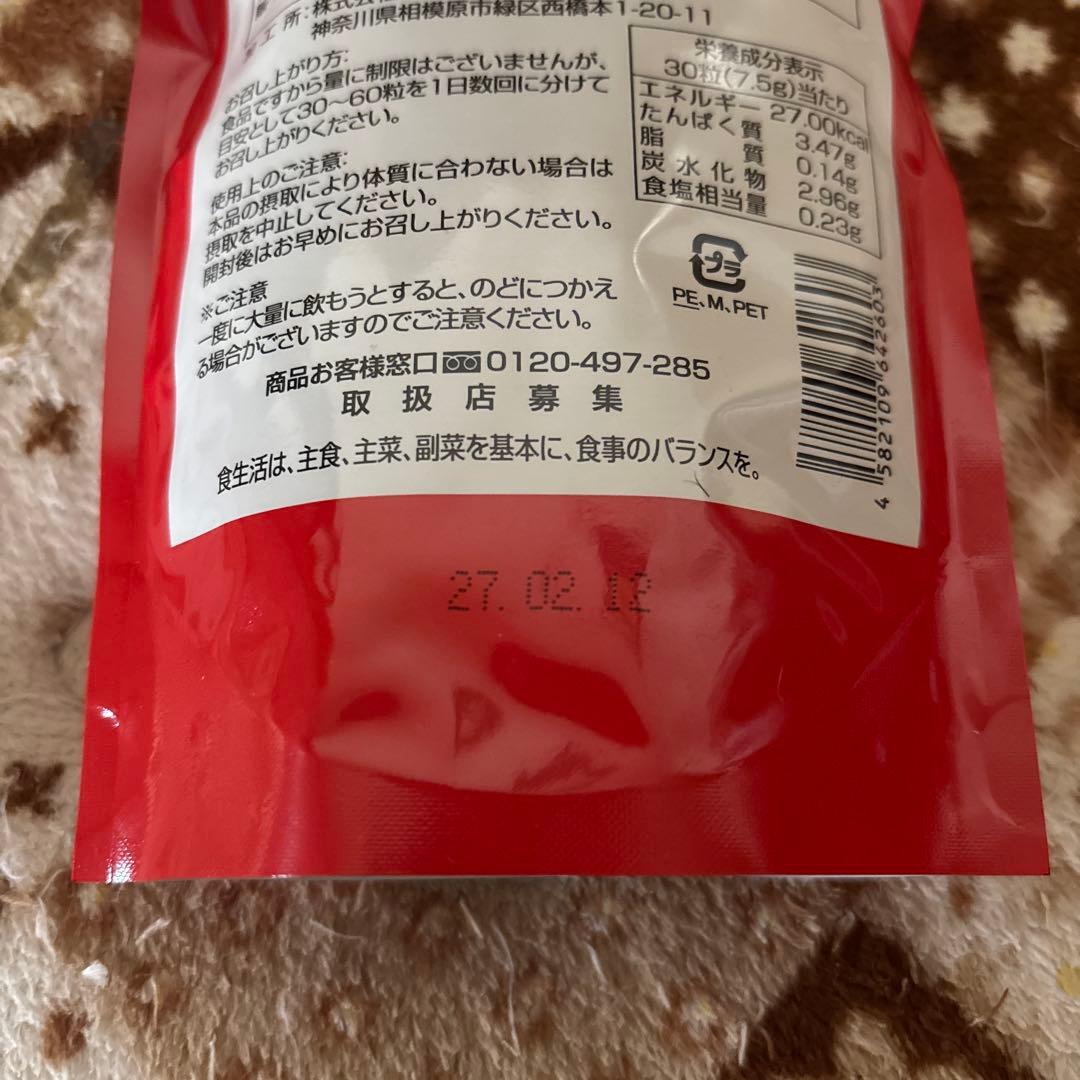 工所:株式会社
神奈川県相模原市緑区西橋本1-20-11
お召し上がり方:
食品ですから量に制限はございませんが、
目安として30〜60粒を1日数回に分けて
お召し上がりください。
使用上のご注意:
本品の摂取により体質に合わない場合は
摂取を中止してください。
開封後はお早めにお召し上がりください。
※ご注意
一度に大量に飲もうとすると、のどにつかえ
る場合がございますのでご注意ください。
商品お客様窓口 0120-497-285
取扱店募集
食生活は、主食、主菜、副菜を基本に、食事のバランスを。
栄養成分表示
30粒(7.5g)当たり
エネルギー 27.00kcal
たんぱく質 3.47g
脂質 0.14g
炭水化物 2.96g
食塩相当量 0.23g
プラ
PE、M、PET
4 582109 642603
27.02.12